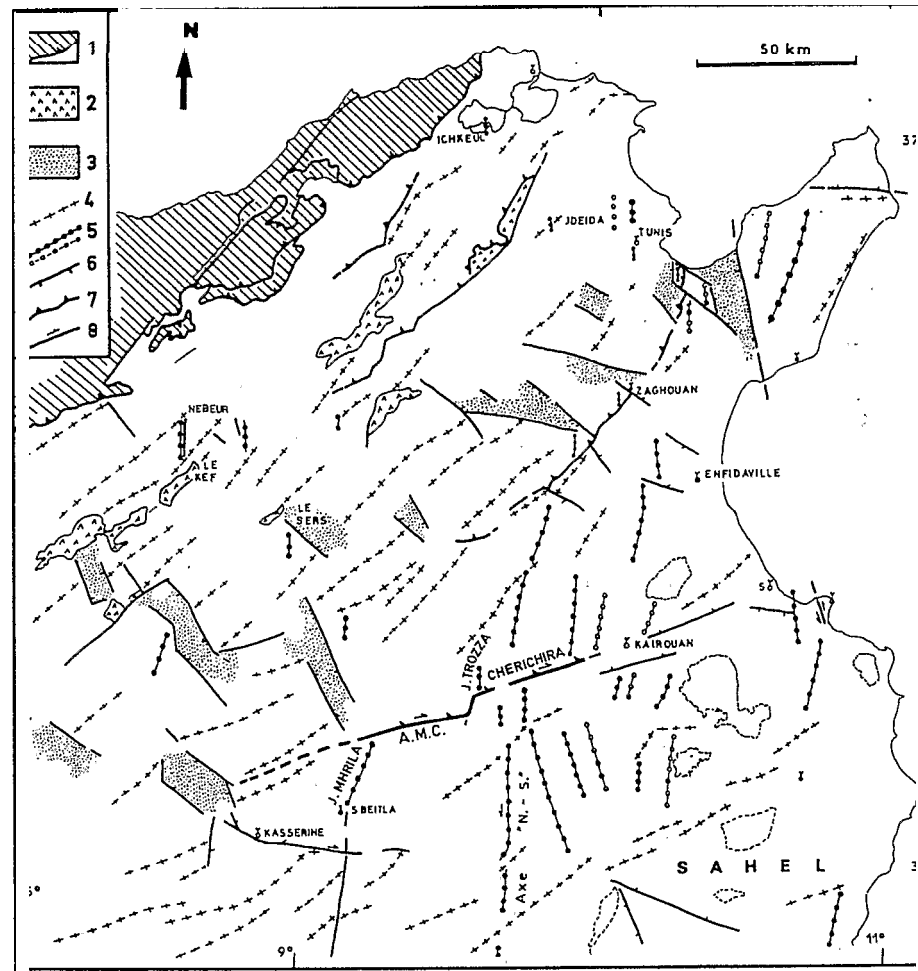 1
2
3
4
5
6
7
8
N
50 km
37
ICHKEUL
JDEIDA
TUNIS
ZAGHOUAN
NEBEUR
LE KEF
LE SERS
ENFIDAVILLE
S
KAIROUAN
J. TROZZA
CHERICHIRA
A.M.C.
J. MHRILA
SBEITLA
KASSERINE
Axe "N.-S."
SAHEL
9°
11°